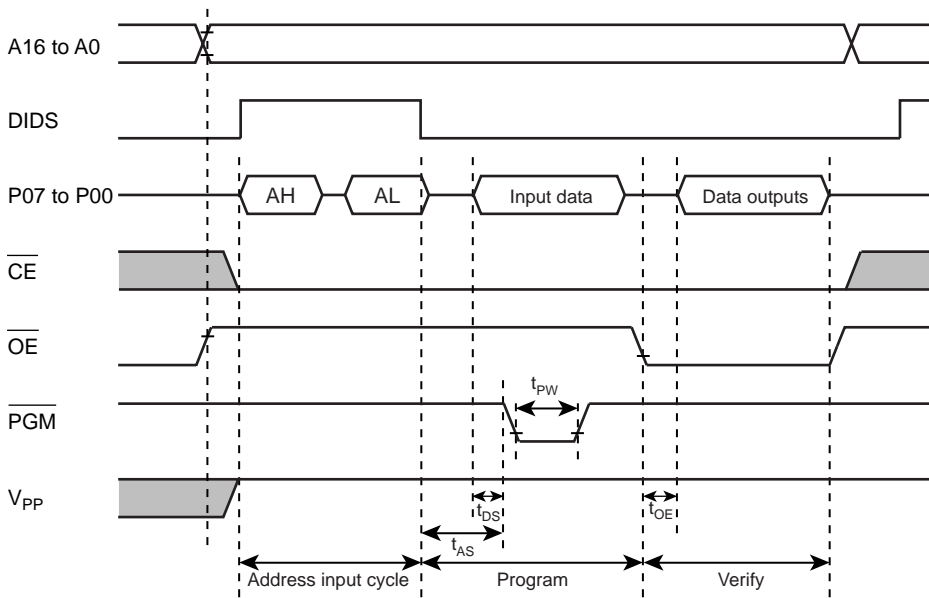 A16 to A0
DIDS
P07 to P00
AH
AL
Input data
Data outputs
CE
OE
tPW
PGM
VPP
tDS
tOE
tAS
Address input cycle
Program
Verify